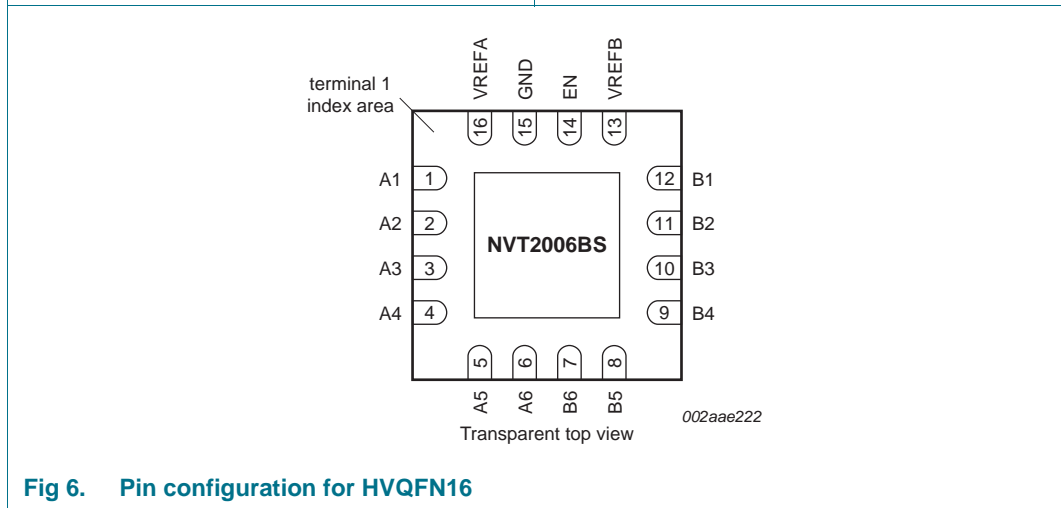 VREFA
GND
EN
VREFB
terminal 1
index area
16
15
14
13
A1 1 12 B1
A2 2 11 B2
NVT2006BS
A3 3 10 B3
A4 4 9 B4
5
6
7
8
A5
A6
B6
B5
002aae222
Transparent top view
Fig 6. Pin configuration for HVQFN16